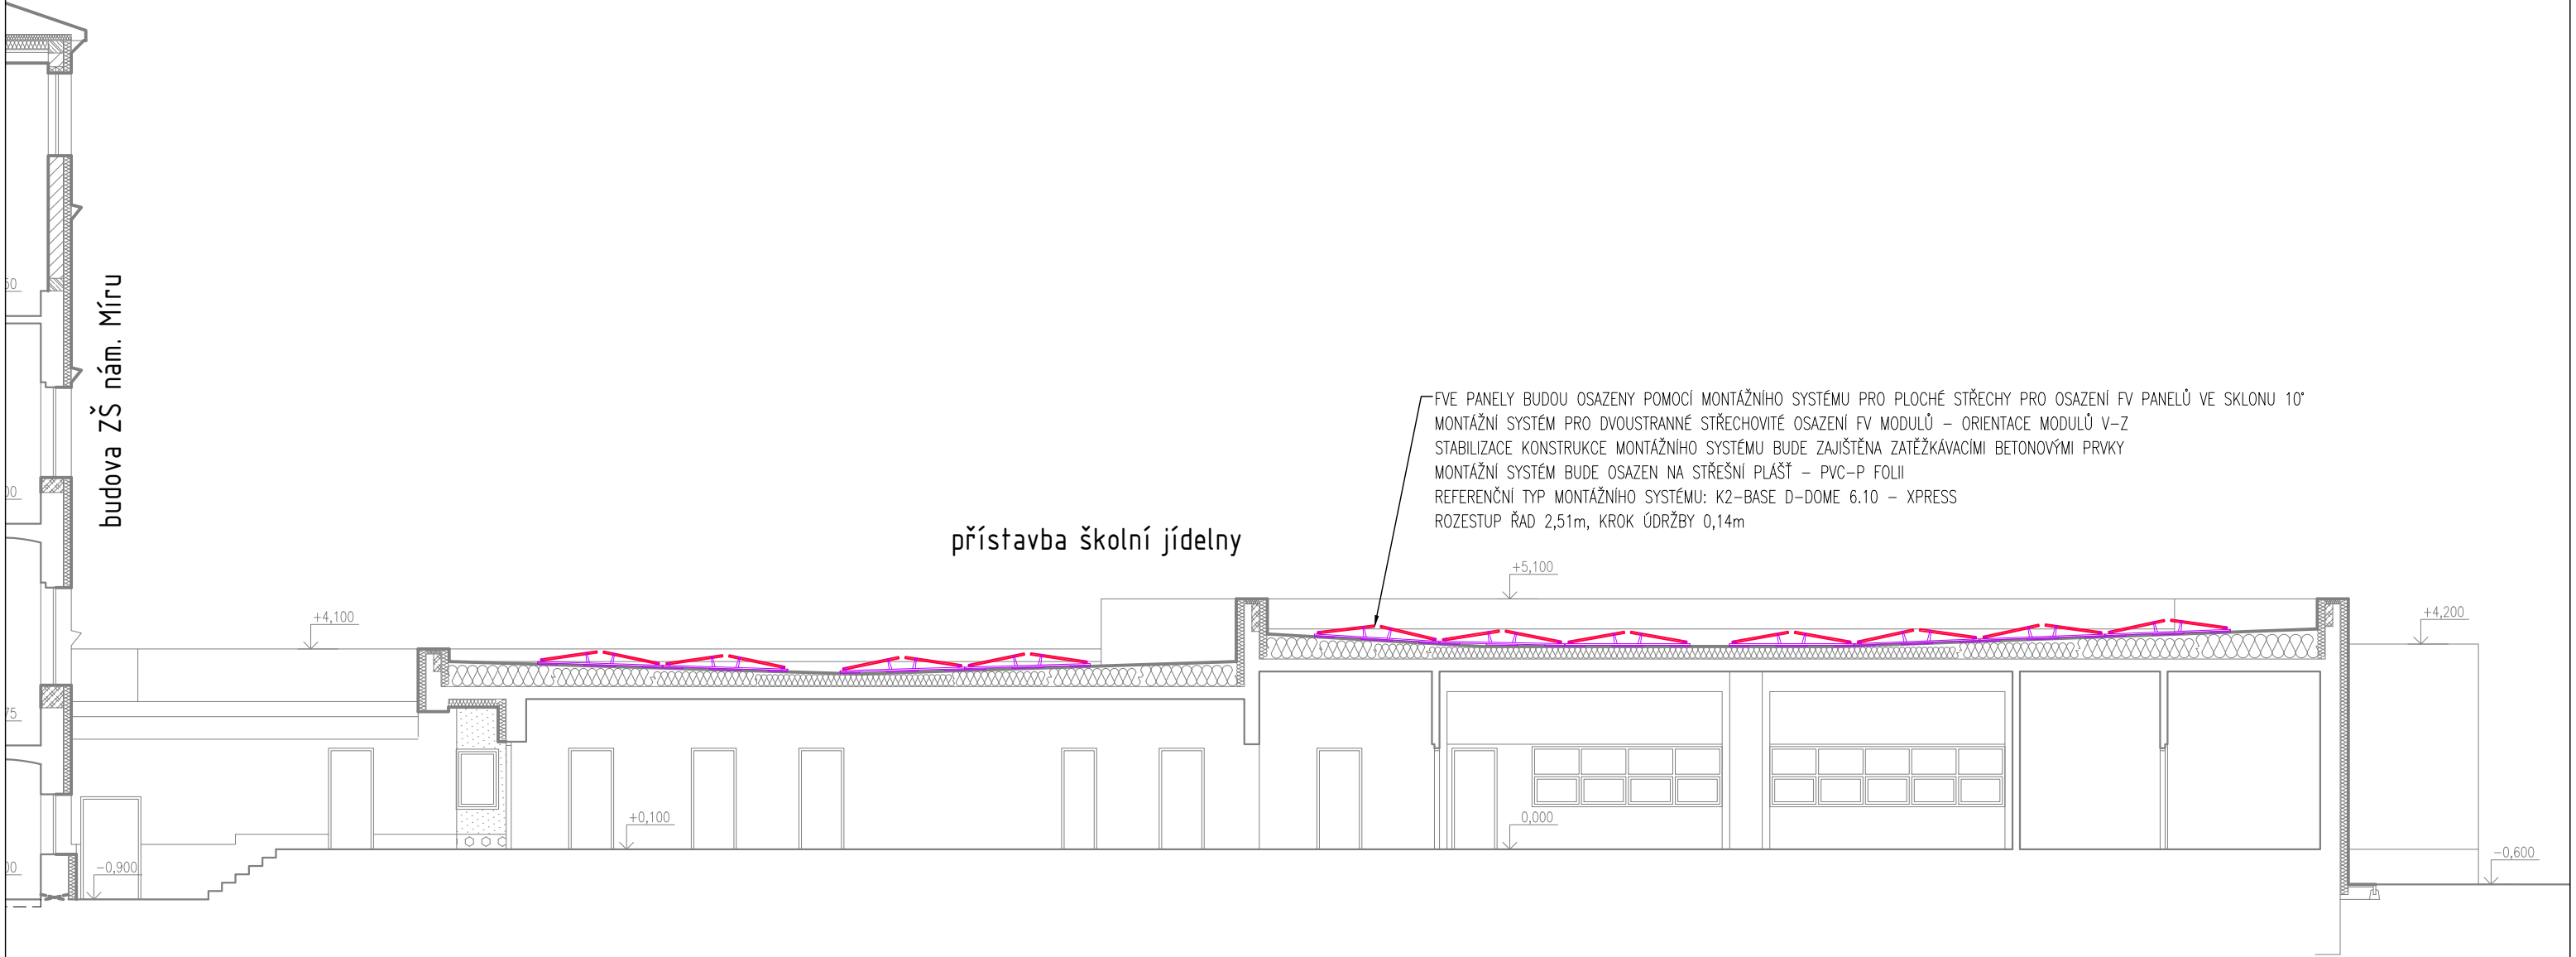 budova ZŠ nám. Míru
přístavba školní jídelny
FVE PANELY BUDOU OSAZENY POMOCÍ MONTÁŽNÍHO SYSTÉMU PRO PLOCHÉ STŘECHY PRO OSAZENÍ FV PANELŮ VE SKLONU 10°
MONTÁŽNÍ SYSTÉM PRO DVOUSTRANNÉ STŘECHOVITÉ OSAZENÍ FV MODULŮ – ORIENTACE MODULŮ V–Z
STABILIZACE KONSTRUKCE MONTÁŽNÍHO SYSTÉMU BUDE ZAJIŠTĚNA ZATĚŽKÁVACÍMI BETONOVÝMI PRVKY
MONTÁŽNÍ SYSTÉM BUDE OSAZEN NA STŘEŠNÍ PLÁŠŤ – PVC–P FOLII
REFERENČNÍ TYP MONTÁŽNÍHO SYSTÉMU: K2–BASE D–DOME 6.10 – XPRESS
ROZESTUP ŘAD 2,51m, KROK ÚDRŽBY 0,14m
+5,100
+4,100
+4,200
+0,100
0,000
-0,900
-0,600